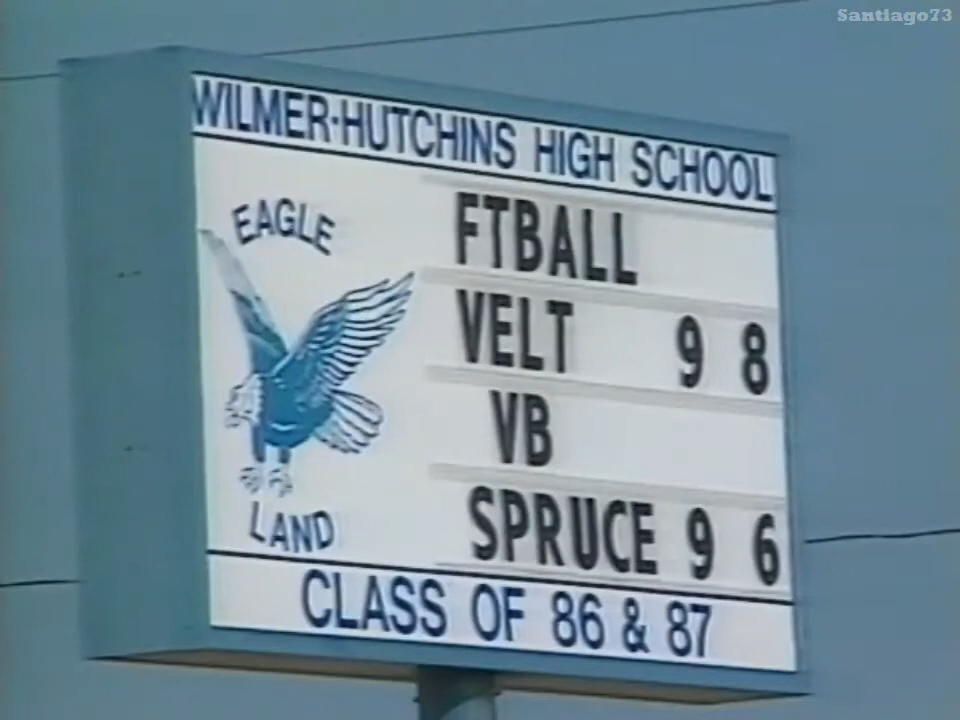 Santiago73
WILMER-HUTCHINS HIGH SCHOOL
EAGLE
LAND
FTBALL
VELT 9 8
VB
SPRUCE 9 6
CLASS OF 86 & 87